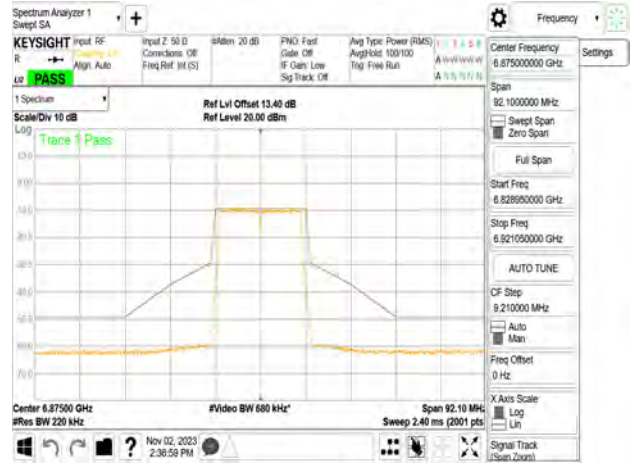 Spectrum Analyzer 1
Swept SA
Frequency
KEYSIGHT
Input: RF
Align: Auto
Input Z: 50 Ω
Corrections: Off
Freq Ref: Int (S)
#Atten: 20 dB
PNO: Fast
Gate: Off
IF Gain: Low
Sig Track: Off
Avg Type: Power (RMS)
Avg|Hold: 100/100
Trig: Free Run
PASS
1 Spectrum
Scale/Div 10 dB
Ref Lvl Offset 13.40 dB
Ref Level 20.00 dBm
Log
Trace 1 Pass
Center 6.87500 GHz
#Res BW 220 kHz
#Video BW 680 kHz*
Span 92.10 MHz
Sweep 2.40 ms (2001 pts)
Nov 02, 2023
2:36:59 PM
Center Frequency
6.875000000 GHz
Settings
Span
92.1000000 MHz
Swept Span
Zero Span
Full Span
Start Freq
6.828950000 GHz
Stop Freq
6.921050000 GHz
AUTO TUNE
CF Step
9.210000 MHz
Auto
Man
Freq Offset
0 Hz
X Axis Scale
Log
Lin
Signal Track
(Span Zoom)